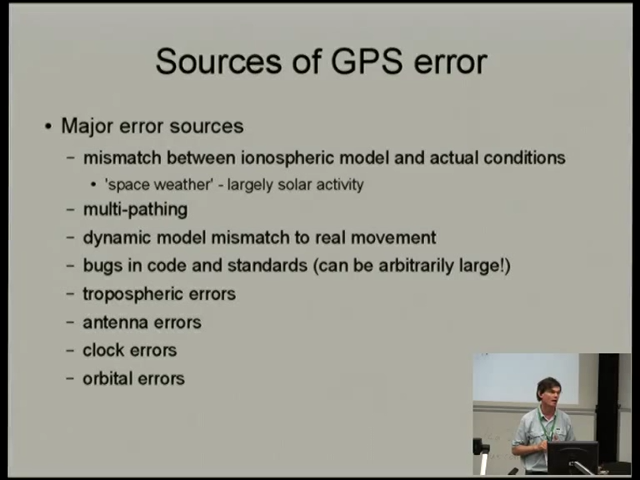 Sources of GPS error
• Major error sources
– mismatch between ionospheric model and actual conditions
• 'space weather' - largely solar activity
– multi-pathing
– dynamic model mismatch to real movement
– bugs in code and standards (can be arbitrarily large!)
– tropospheric errors
– antenna errors
– clock errors
– orbital errors